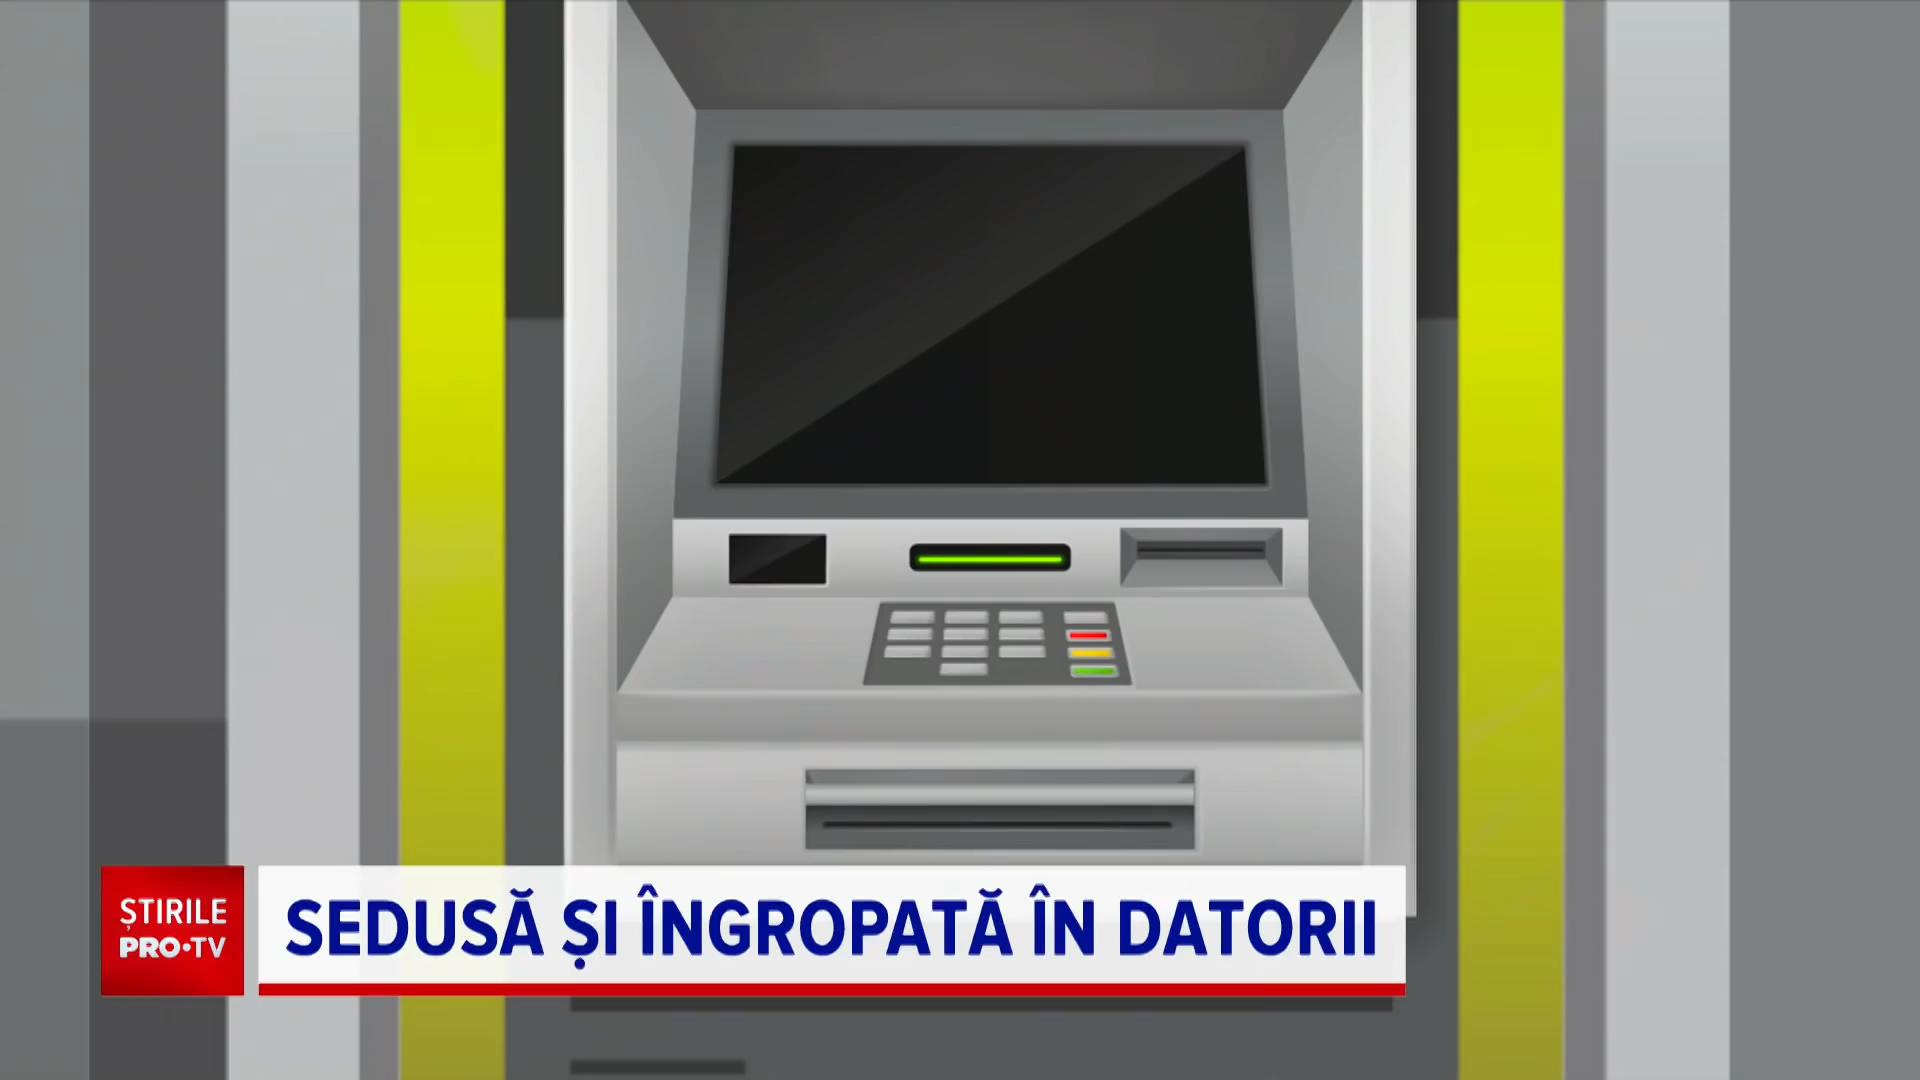 ȘTIRILE
PRO•TV
SEDUSĂ ȘI ÎNGROPATĂ ÎN DATORII